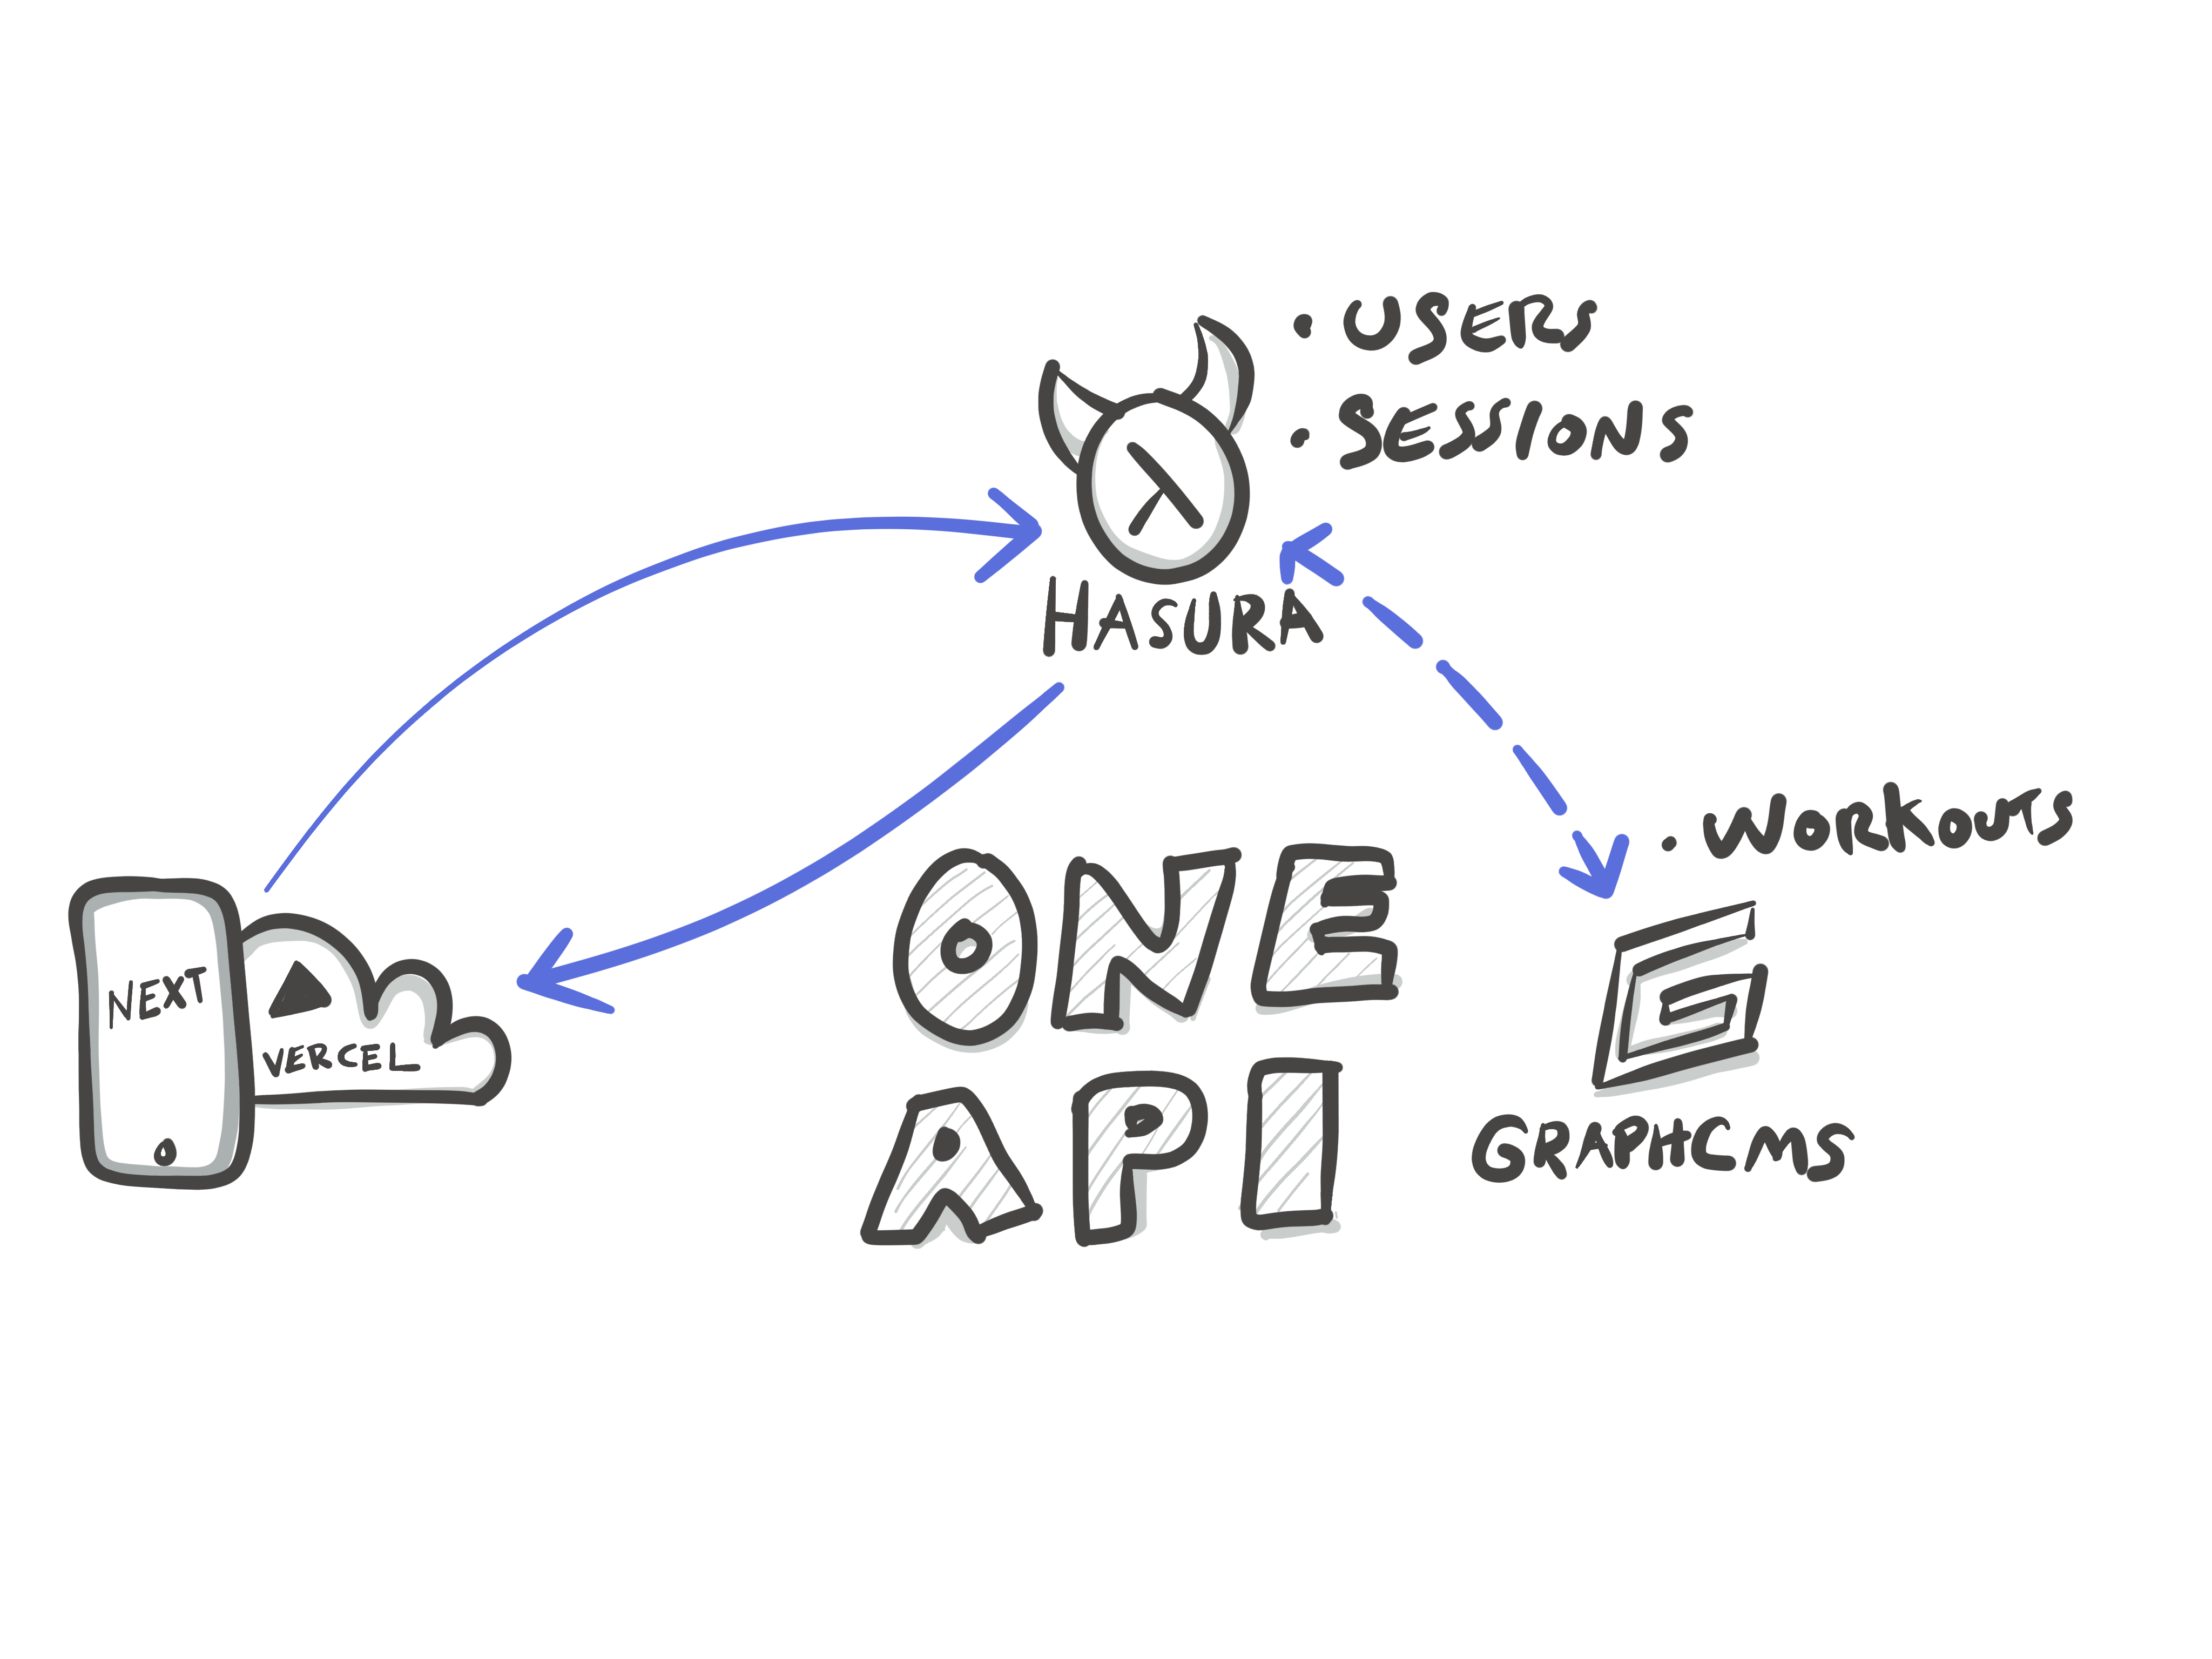 • USERS
• SESSIONS
HASURA
• WORKOUTS
NEXT
VERCEL
ONE
API
GRAPHCMS